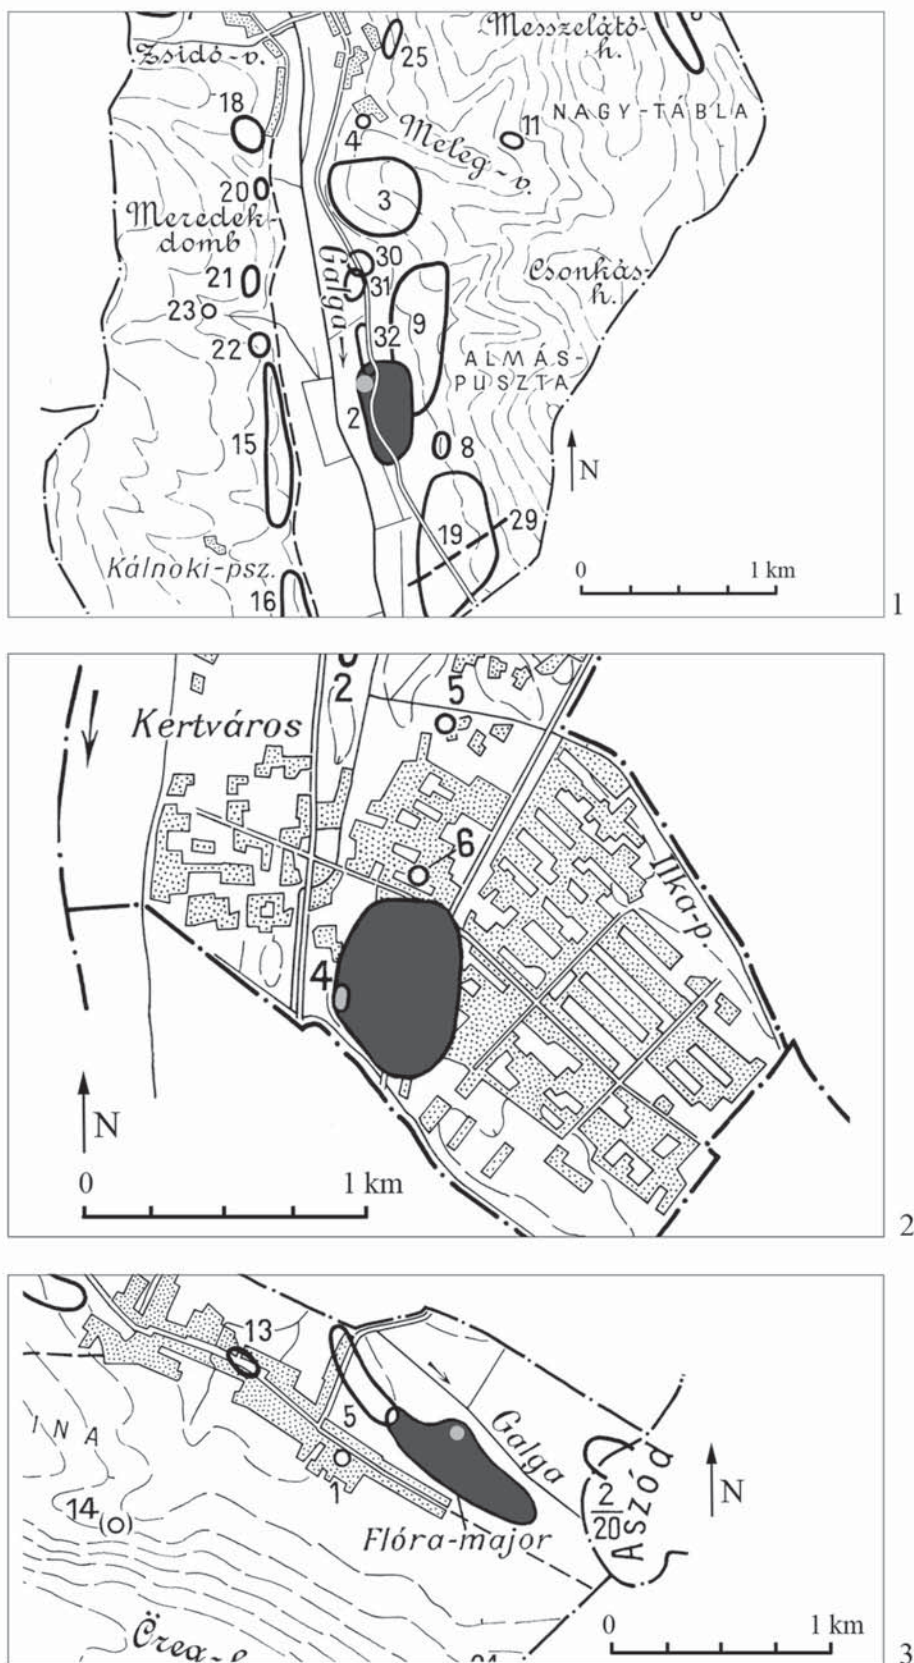 Zsidó-v.
25
Messzelátó-
h.
NAGY-TÁBLA
18
4
Meleg-v.
11
20
3
Meredek-
domb
30
Galga
31
21
Csonkás-
h.
23
9
32
22
ALMÁS-
PUSZTA
2
15
8
N
19
29
Kálnoki-psz.
16
0
1 km
1
2
5
Kertváros
6
Ilka-p.
4
N
0
1 km
2
13
5
INA
Galga
1
14
2
20
Aszód
N
Flóra-major
0
1 km
3